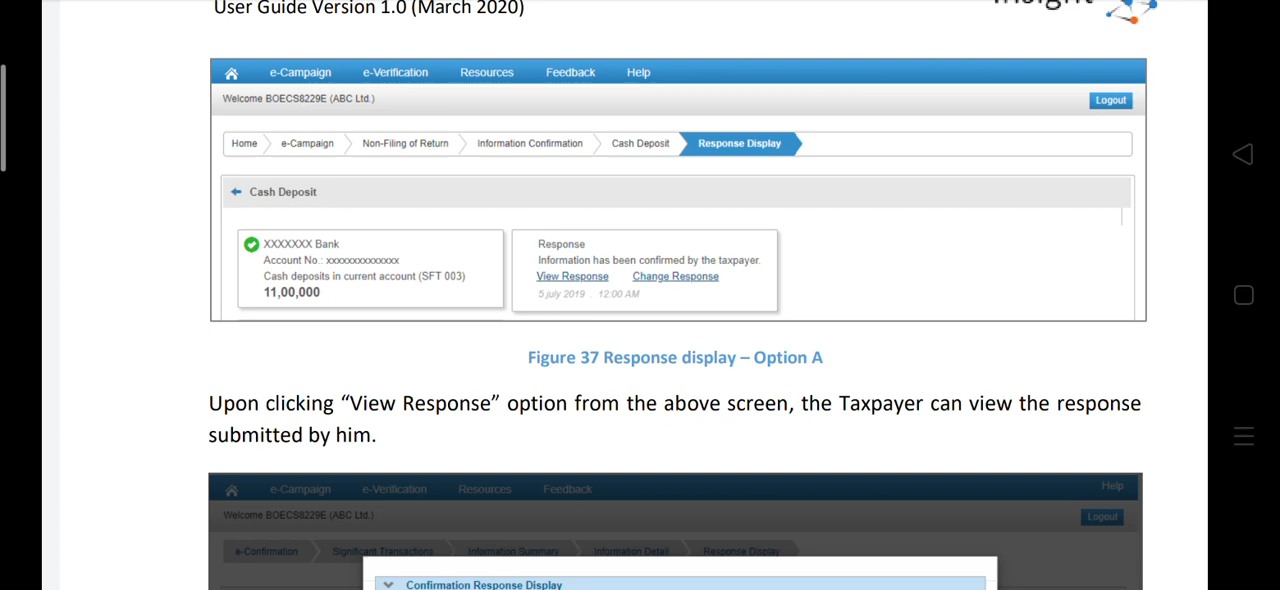 User Guide Version 1.0 (March 2020)
e-Campaign e-Verification Resources Feedback Help
Welcome BOECS8229E (ABC Ltd.)
Logout
Home e-Campaign Non-Filing of Return Information Confirmation Cash Deposit Response Display
Cash Deposit
XXXXXXX Bank
Account No.: xxxxxxxxxxxxxx
Cash deposits in current account (SFT 003)
11,00,000
Response
Information has been confirmed by the taxpayer.
View Response Change Response
5 july 2019 . 12:00 AM
Figure 37 Response display – Option A
Upon clicking “View Response” option from the above screen, the Taxpayer can view the response
submitted by him.
e-Campaign e-Verification Resources Feedback Help
Welcome BOECS8229E (ABC Ltd.)
Logout
e-Confirmation Significant Transactions Information Summary Information Detail Response Display
Confirmation Response Display